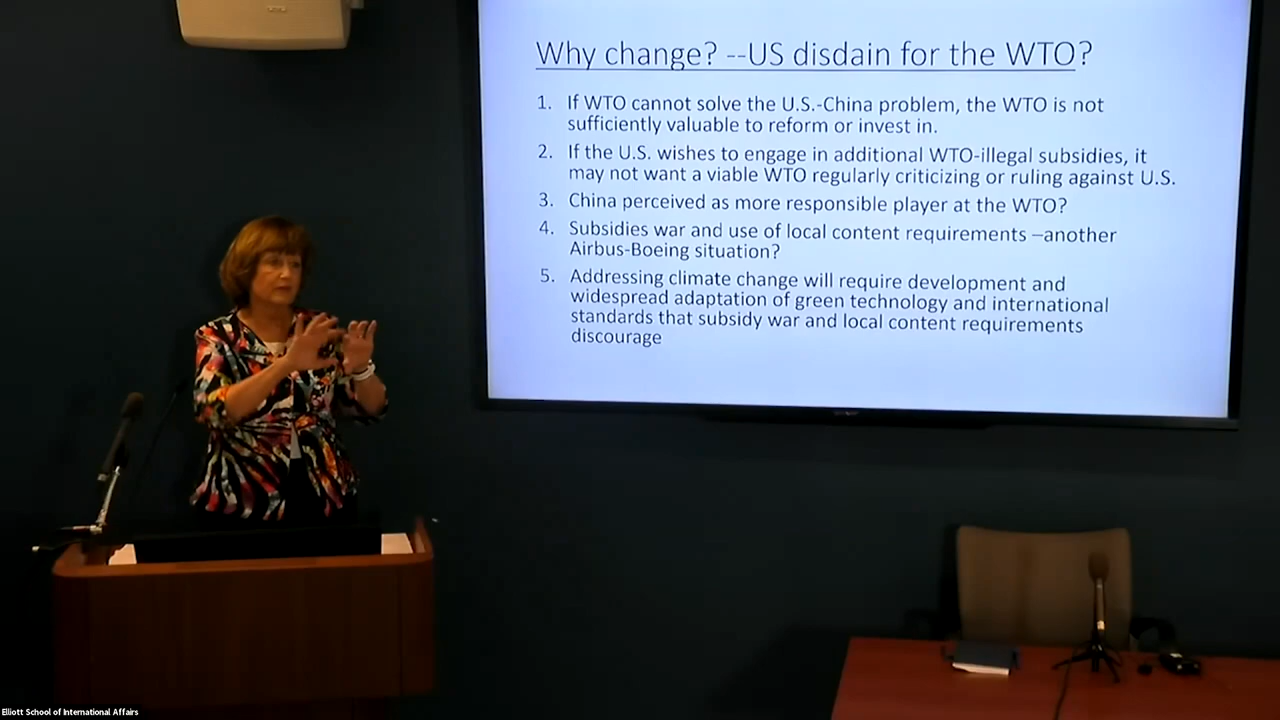 Why change? --US disdain for the WTO?
1. If WTO cannot solve the U.S.-China problem, the WTO is not
sufficiently valuable to reform or invest in.
2. If the U.S. wishes to engage in additional WTO-illegal subsidies, it
may not want a viable WTO regularly criticizing or ruling against U.S.
3. China perceived as more responsible player at the WTO?
4. Subsidies war and use of local content requirements –another
Airbus-Boeing situation?
5. Addressing climate change will require development and
widespread adaptation of green technology and international
standards that subsidy war and local content requirements
discourage
Elliott School of International Affairs